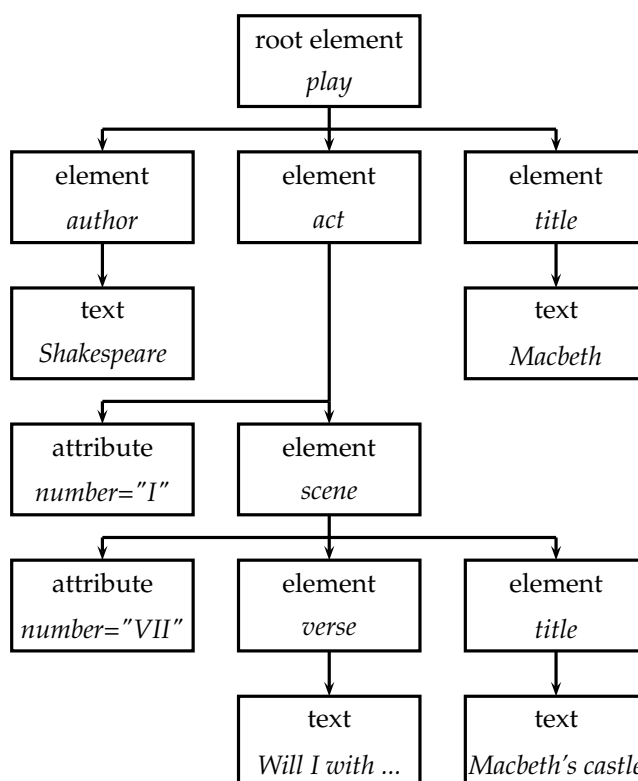 root element
play
element
author
element
act
element
title
text
Shakespeare
text
Macbeth
attribute
number="I"
element
scene
attribute
number="VII"
element
verse
element
title
text
Will I with ...
text
Macbeth's castle